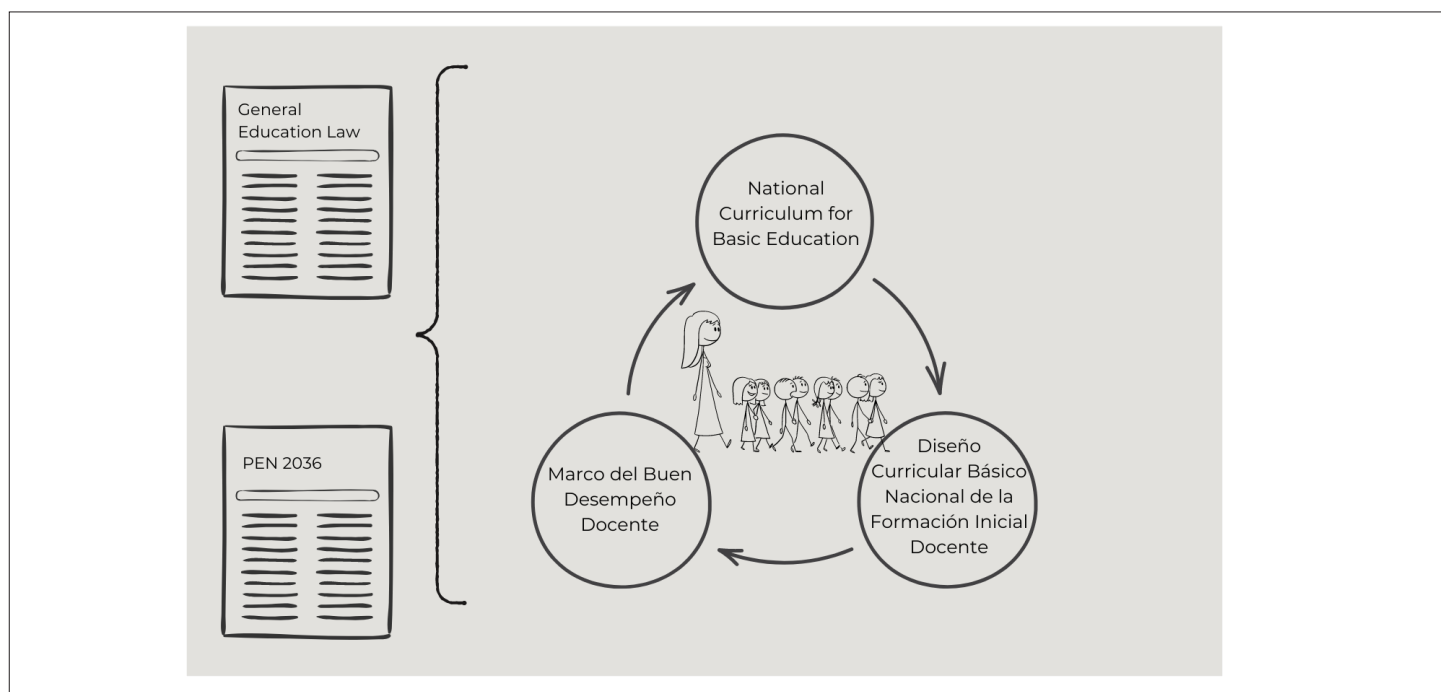 General
Education Law
PEN 2036
National
Curriculum for
Basic Education
Marco del Buen
Desempeño
Docente
Diseño
Curricular Básico
Nacional de la
Formación Inicial
Docente